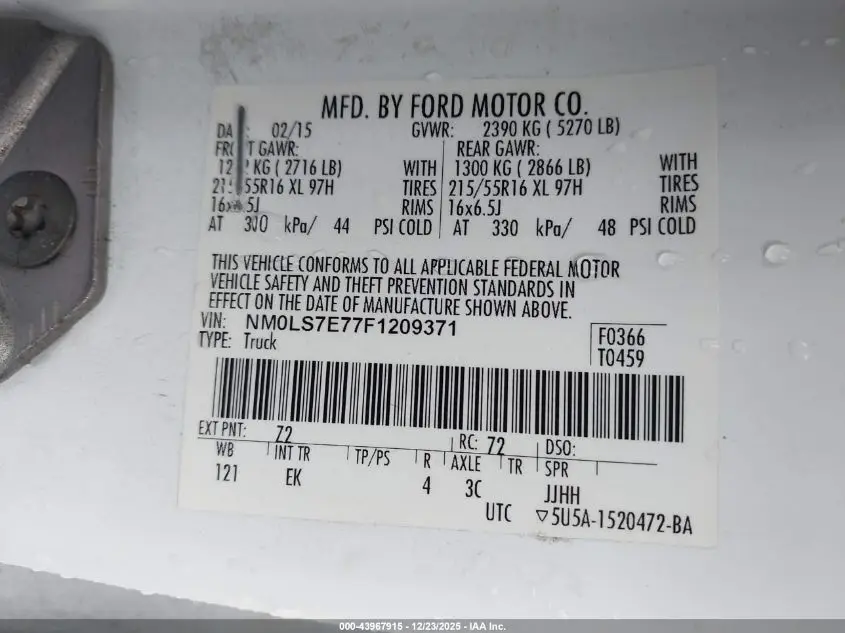 MFD. BY FORD MOTOR CO.
02/15 GVWR: 2390 KG ( 5270 LB)
GAWR: REAR GAWR:
KG ( 2716 LB) WITH 1300 KG ( 2866 LB) WITH
55R16 XL 97H TIRES 215/55R16 XL 97H TIRES
RIMS 16x6.5J RIMS
AT kPa/ 44 PSI COLD AT 330 kPa/ 48 PSI COLD
THIS VEHICLE CONFORMS TO ALL APPLICABLE FEDERAL MOTOR
VEHICLE SAFETY AND THEFT PREVENTION STANDARDS IN
EFFECT ON THE DATE OF MANUFACTURE SHOWN ABOVE.
VIN: NM0LS7E77F1209371
TYPE: Truck
F0366
T0459
EXT PNT: Z2 RC: 72 DSO:
WB INT TR TP/PS R AXLE TR SPR
121 EK 4 3C JJHH
UTC ▽5U5A-1520472-BA
000-43967915 - 12/23/2025 - IAA Inc.